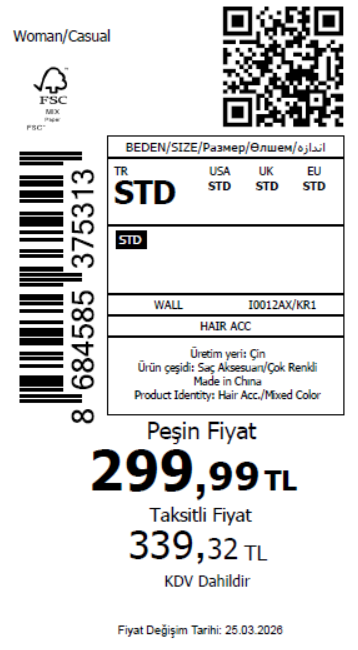 Woman/Casual
FSC
MIX
Paper
FSC™
BEDEN/SIZE/Размер/Өлшем/اندازه
TR USA UK EU
STD STD STD STD
STD
WALL I0012AX/KR1
HAIR ACC
Üretim yeri: Çin
Ürün çeşidi: Saç Aksesuarı/Çok Renkli
Made in China
Product Identity: Hair Acc./Mixed Color
8 684585 375313
Peşin Fiyat
299,99 TL
Taksitli Fiyat
339,32 TL
KDV Dahildir
Fiyat Değişim Tarihi: 25.03.2026